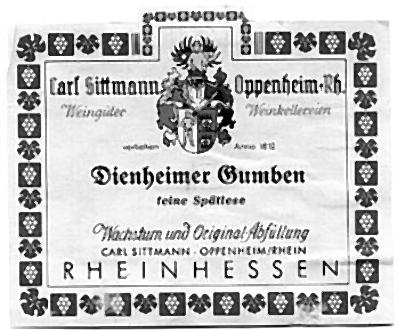 Carl Sittmann Oppenheim-Rh.
Weingüter Weinkellereien
Anno 1812
Dienheimer Gumben
feine Spätlese
Wachstum und Original-Abfüllung
CARL SITTMANN · OPPENHEIM/RHEIN
RHEINHESSEN